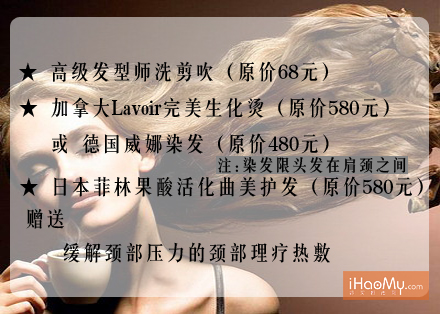 ★ 高级发型师洗剪吹（原价68元）
★ 加拿大Lavoir完美生化烫（原价580元）
或 德国威娜染发（原价480元）
注:染发限头发在肩颈之间
★ 日本菲林果酸活化曲美护发（原价580元）
赠送
缓解颈部压力的颈部理疗热敷
iHaoMy.com